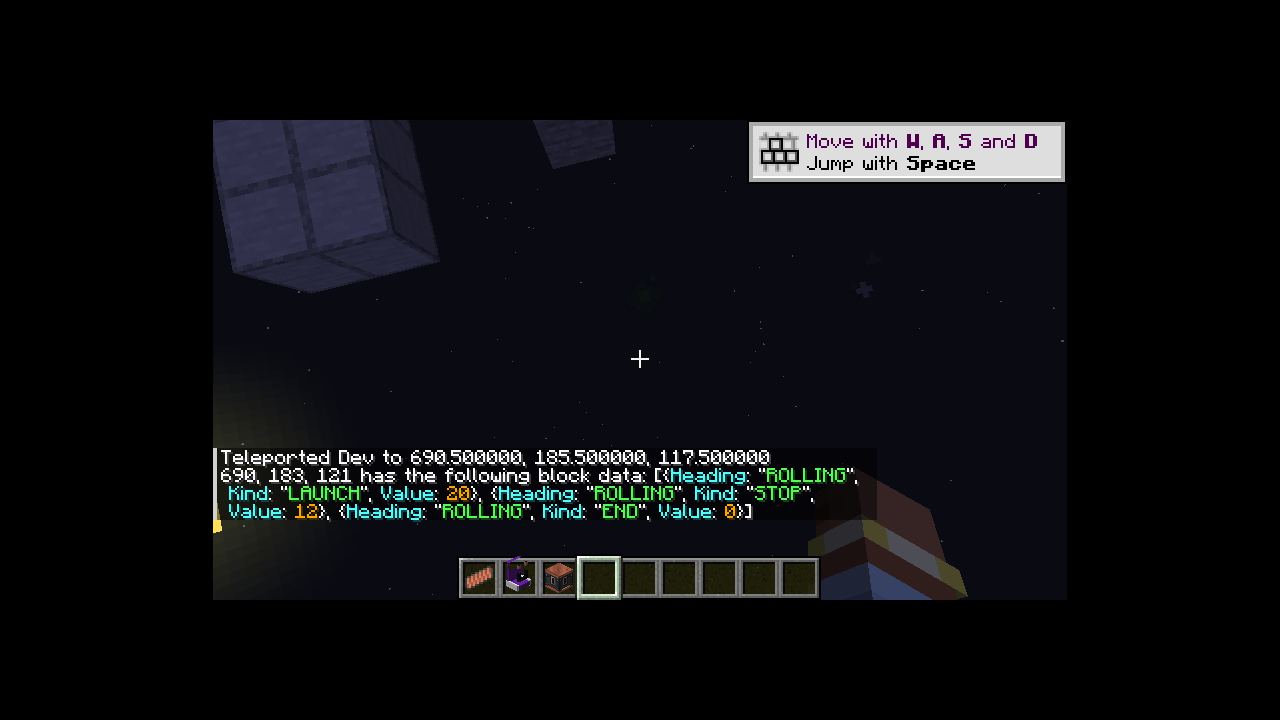 Move with W, A, S and D
Jump with Space
Teleported Dev to 690.500000, 185.500000, 117.500000
690, 183, 121 has the following block data: [{Heading: "ROLLING",
Kind: "LAUNCH", Value: 20}, {Heading: "ROLLING", Kind: "STOP",
Value: 12}, {Heading: "ROLLING", Kind: "END", Value: 0}]